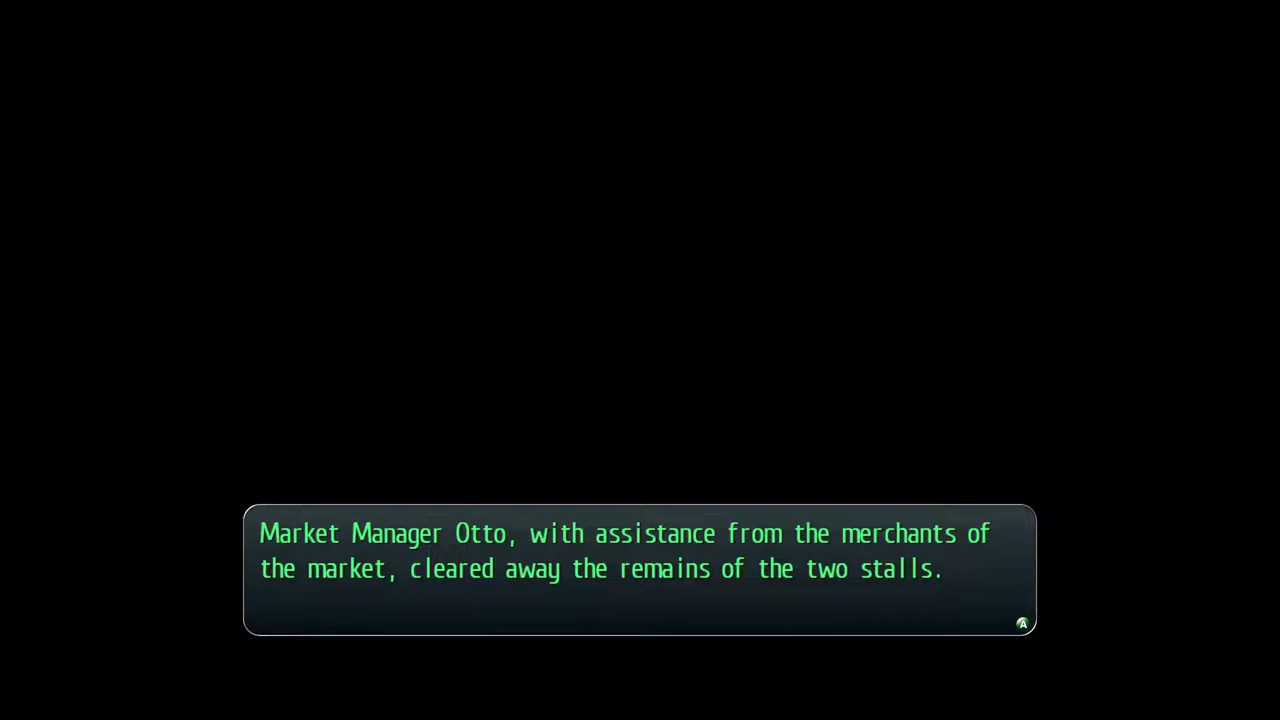 Market Manager Otto, with assistance from the merchants of
the market, cleared away the remains of the two stalls.
A